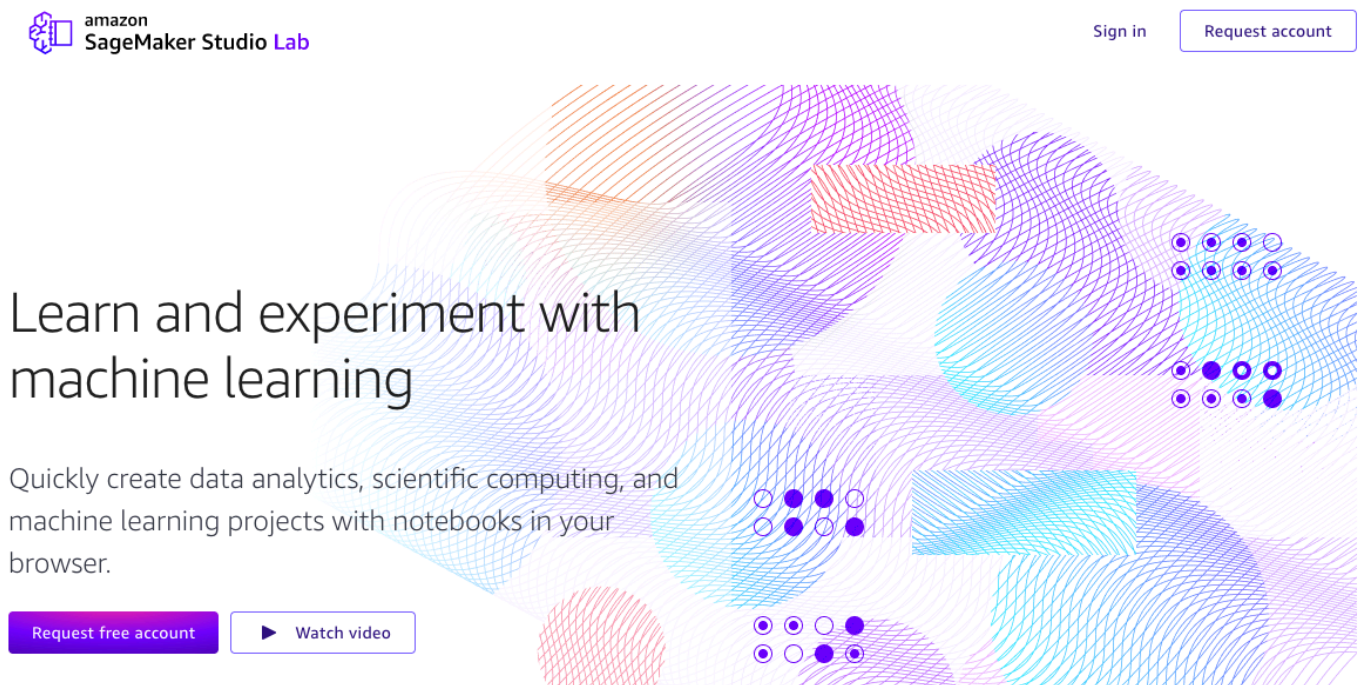 amazon
SageMaker Studio Lab
Sign in
Request account
Learn and experiment with
machine learning
Quickly create data analytics, scientific computing, and
machine learning projects with notebooks in your
browser.
Request free account
Watch video